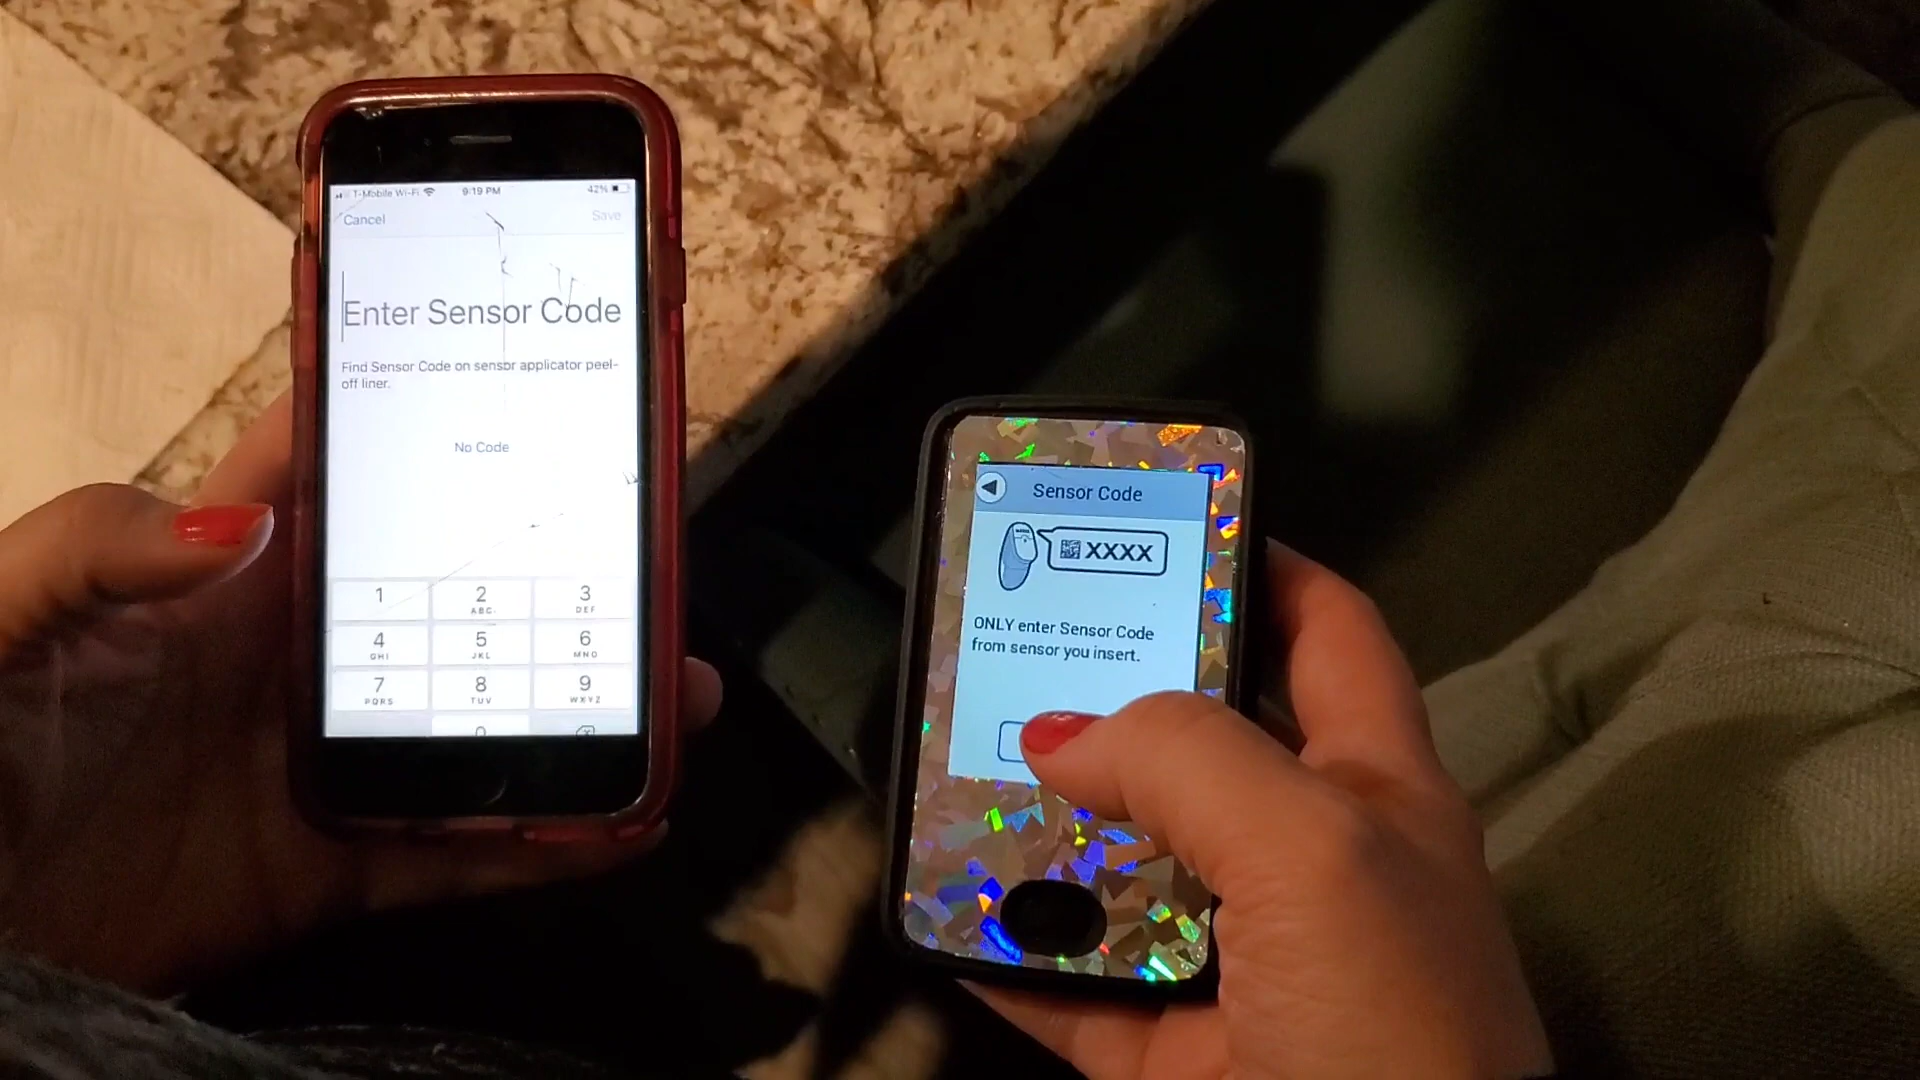 T-Mobile Wi-Fi 9:19 PM 42%
Cancel Save
Enter Sensor Code
Find Sensor Code on sensor applicator peel-
off liner.
No Code
1 2 3
ABC DEF
4 5 6
GHI JKL MNO
7 8 9
PQRS TUV WXYZ
0
Sensor Code
XXXX
ONLY enter Sensor Code
from sensor you insert.